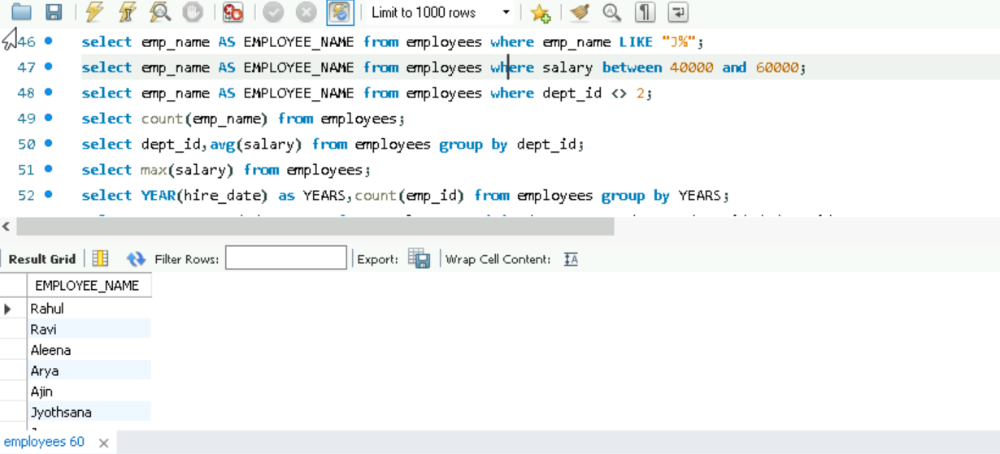 Limit to 1000 rows
46 select emp_name AS EMPLOYEE_NAME from employees where emp_name LIKE "J%";
47 select emp_name AS EMPLOYEE_NAME from employees where salary between 40000 and 60000;
48 select emp_name AS EMPLOYEE_NAME from employees where dept_id <> 2;
49 select count(emp_name) from employees;
50 select dept_id,avg(salary) from employees group by dept_id;
51 select max(salary) from employees;
52 select YEAR(hire_date) as YEARS,count(emp_id) from employees group by YEARS;
Result Grid Filter Rows: Export: Wrap Cell Content: IA
EMPLOYEE_NAME
Rahul
Ravi
Aleena
Arya
Ajin
Jyothsana
employees 60